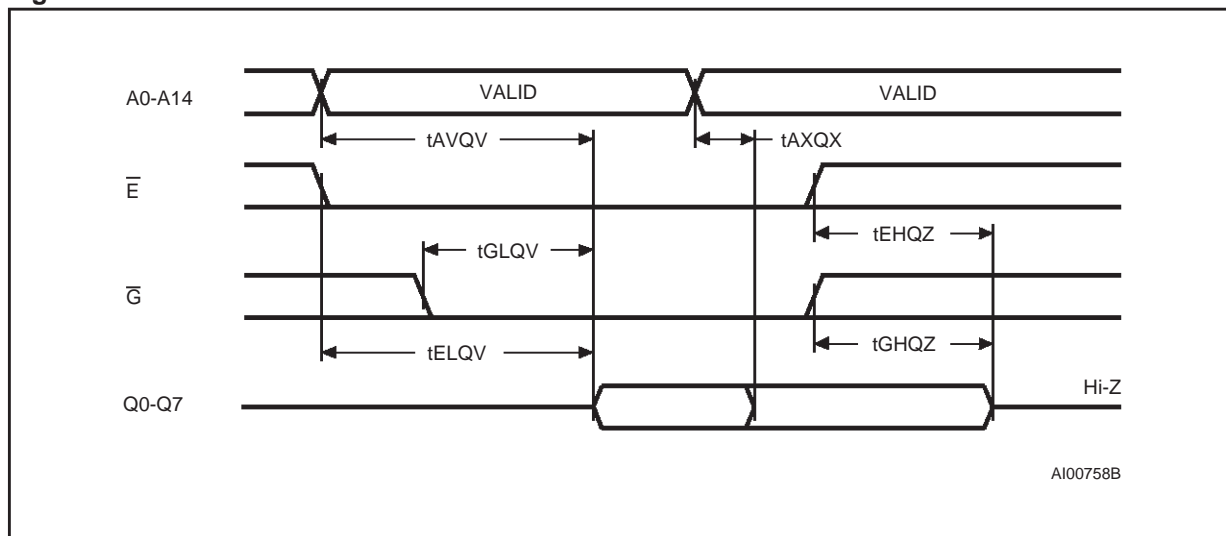 A0-A14
VALID
VALID
tAVQV
tAXQX
E̅
tEHQZ
tGLQV
G̅
tGHQZ
tELQV
Q0-Q7
Hi-Z
AI00758B